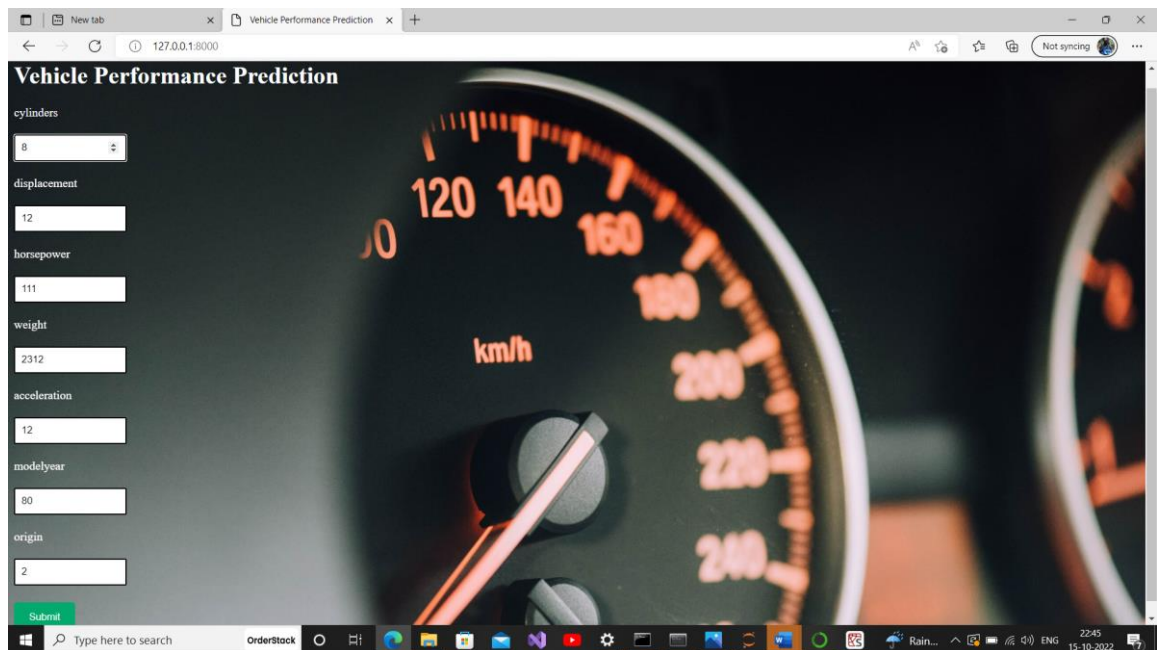 New tab
Vehicle Performance Prediction
127.0.0.1:8000
Not syncing
Vehicle Performance Prediction
cylinders
8
displacement
12
horsepower
111
weight
2312
acceleration
12
modelyear
80
origin
2
Submit
120 140
160
180
km/h
200
220
240
Type here to search
OrderStack
Rain...
ENG
22:45
15-10-2022